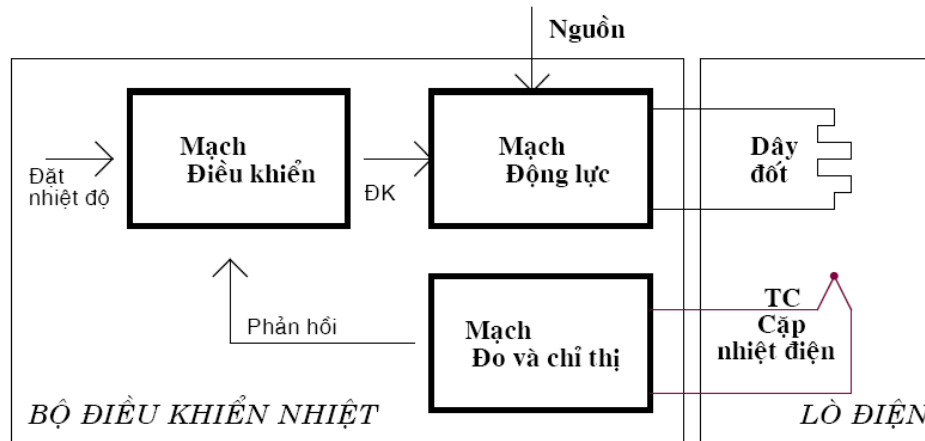 Nguồn
Mạch
Điều khiển
Mạch
Động lực
Dây
đốt
Đặt
nhiệt độ
ĐK
Phản hồi
Mạch
Đo và chỉ thị
TC
Cặp
nhiệt điện
BỘ ĐIỀU KHIỂN NHIỆT
LÒ ĐIỆN